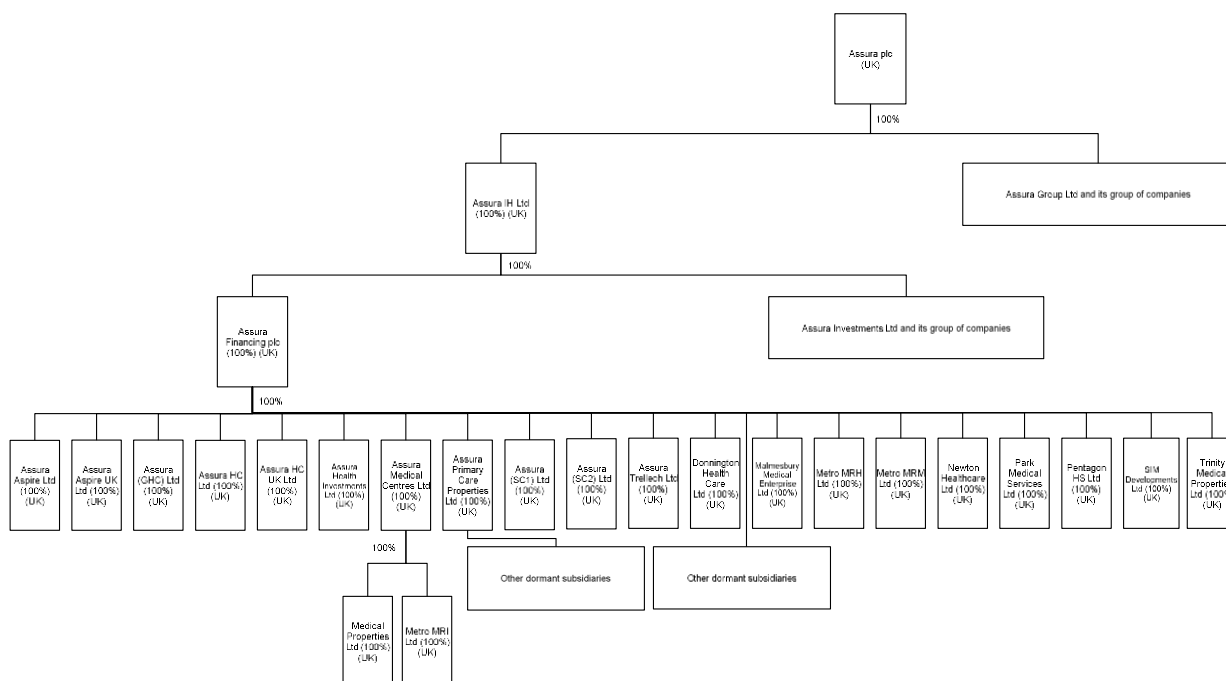 Assura plc
(UK)
100%
Assura IH Ltd
(100%) (UK)
Assura Group Ltd and its group of companies
100%
Assura
Financing plc
(100%) (UK)
Assura Investments Ltd and its group of companies
100%
Assura
Aspire Ltd
(100%)
(UK)
Assura
Aspire UK
Ltd (100%)
(UK)
Assura
(GHC) Ltd
(100%)
(UK)
Assura HC
Ltd (100%)
(UK)
Assura HC
UK Ltd
(100%)
(UK)
Assura
Health
Investments
Ltd (100%)
(UK)
Assura
Medical
Centres Ltd
(100%)
(UK)
Assura
Primary
Care
Properties
Ltd (100%)
(UK)
Assura
(SC1) Ltd
(100%)
(UK)
Assura
(SC2) Ltd
(100%)
(UK)
Assura
Trellech Ltd
(100%)
(UK)
Donnington
Health
Care Ltd
(100%)
(UK)
Malmesbury
Medical
Enterprise
Ltd (100%)
(UK)
Metro MRH
Ltd (100%)
(UK)
Metro MRM
Ltd (100%)
(UK)
Newton
Healthcare
Ltd (100%)
(UK)
Park
Medical
Services
Ltd (100%)
(UK)
Pentagon
HS Ltd
(100%)
(UK)
SIM
Developments
Ltd (100%)
(UK)
Trinity
Medical
Properties
Ltd (100%)
(UK)
100%
Other dormant subsidiaries
Other dormant subsidiaries
Medical
Properties
Ltd (100%)
(UK)
Metro MRI
Ltd (100%)
(UK)